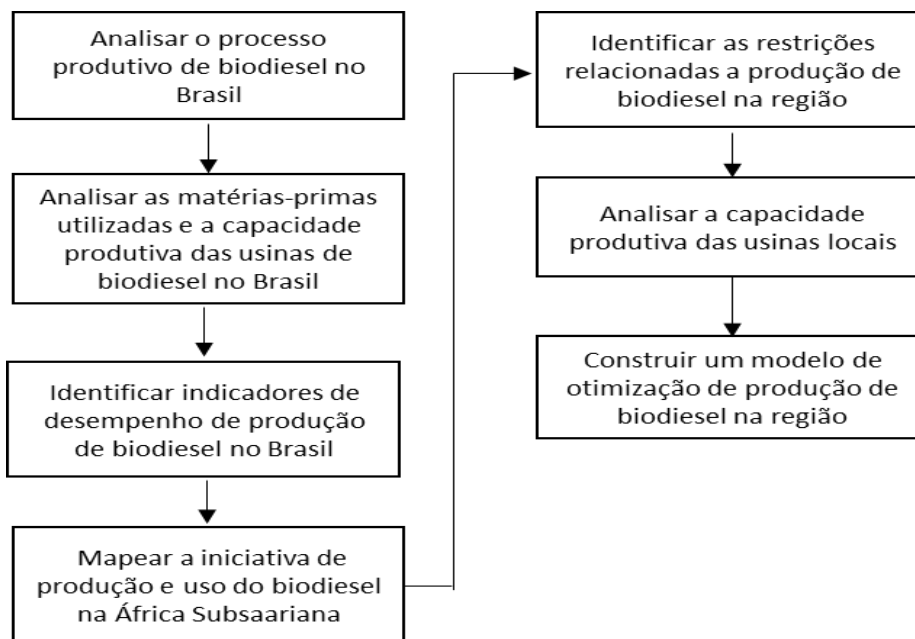 Analisar o processo
produtivo de biodiesel no
Brasil
Analisar as matérias-primas
utilizadas e a capacidade
produtiva das usinas de
biodiesel no Brasil
Identificar indicadores de
desempenho de produção
de biodiesel no Brasil
Mapear a iniciativa de
produção e uso do biodiesel
na África Subsaariana
Identificar as restrições
relacionadas a produção de
biodiesel na região
Analisar a capacidade
produtiva das usinas locais
Construir um modelo de
otimização de produção de
biodiesel na região